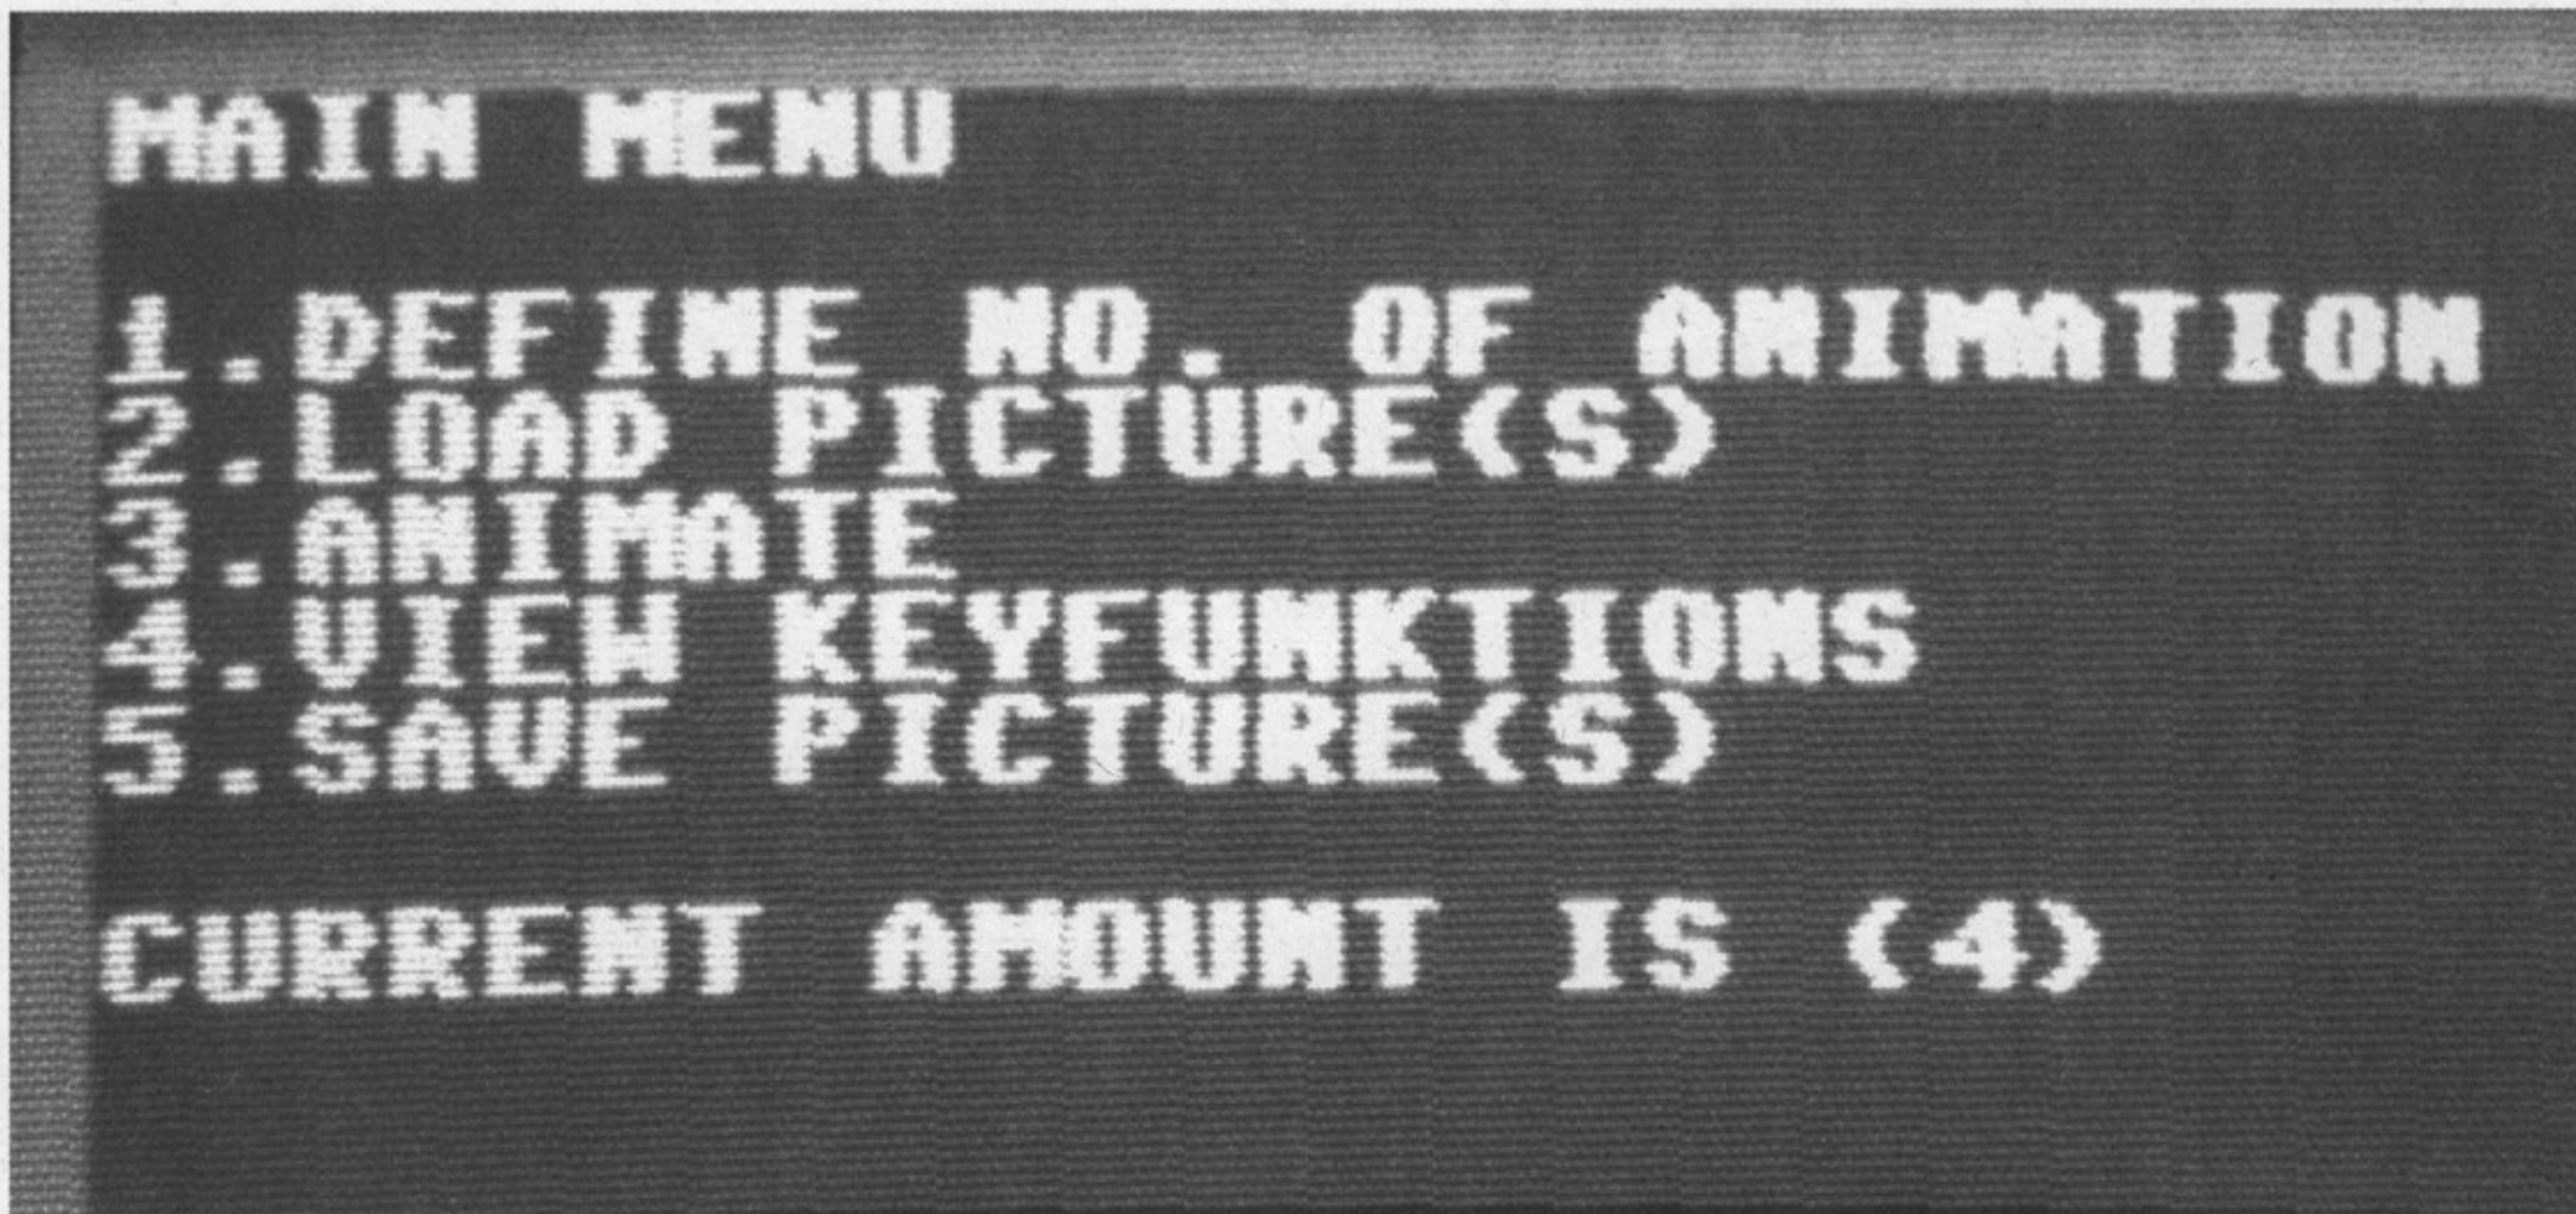 MAIN MENU
1.DEFINE NO. OF ANIMATION
2.LOAD PICTURE(S)
3.ANIMATE
4.VIEW KEYFUNKTIONS
5.SAVE PICTURE(S)
CURRENT AMOUNT IS (4)